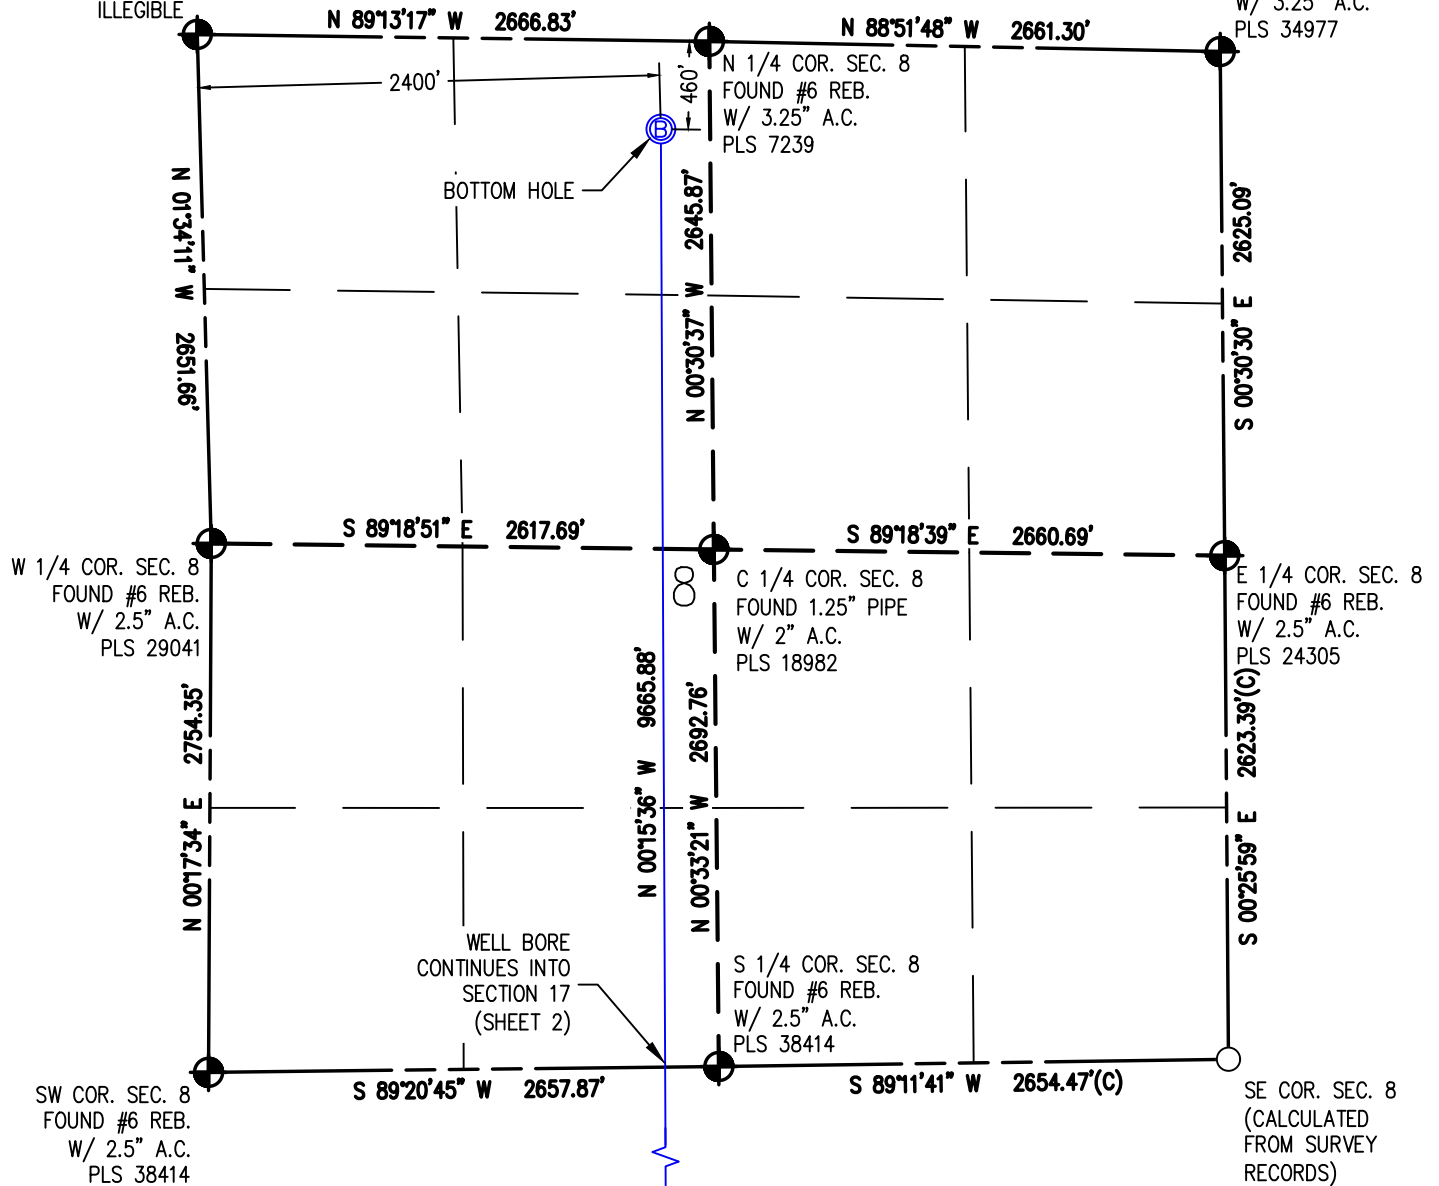 ILLEGIBLE
N 89°13'17" W 2666.83'
N 88°51'48" W 2661.30'
W/ 3.25" A.C.
PLS 34977
2400'
460'
N 1/4 COR. SEC. 8
FOUND #6 REB.
W/ 3.25" A.C.
PLS 7239
B
BOTTOM HOLE
N 01°34'11" W 2651.66'
N 00°30'37" W 2645.87'
S 00°30'30" E 2625.09'
S 89°18'51" E 2617.69'
S 89°18'39" E 2660.69'
W 1/4 COR. SEC. 8
FOUND #6 REB.
W/ 2.5" A.C.
PLS 29041
8
C 1/4 COR. SEC. 8
FOUND 1.25" PIPE
W/ 2" A.C.
PLS 18982
E 1/4 COR. SEC. 8
FOUND #6 REB.
W/ 2.5" A.C.
PLS 24305
N 00°17'34" E 2754.35'
N 00°15'36" W 9665.88'
N 00°33'21" W 2692.76'
S 00°25'59" E 2623.39'(C)
WELL BORE
CONTINUES INTO
SECTION 17
(SHEET 2)
S 1/4 COR. SEC. 8
FOUND #6 REB.
W/ 2.5" A.C.
PLS 38414
S 89°20'45" W 2657.87'
S 89°11'41" W 2654.47'(C)
SW COR. SEC. 8
FOUND #6 REB.
W/ 2.5" A.C.
PLS 38414
SE COR. SEC. 8
(CALCULATED
FROM SURVEY
RECORDS)